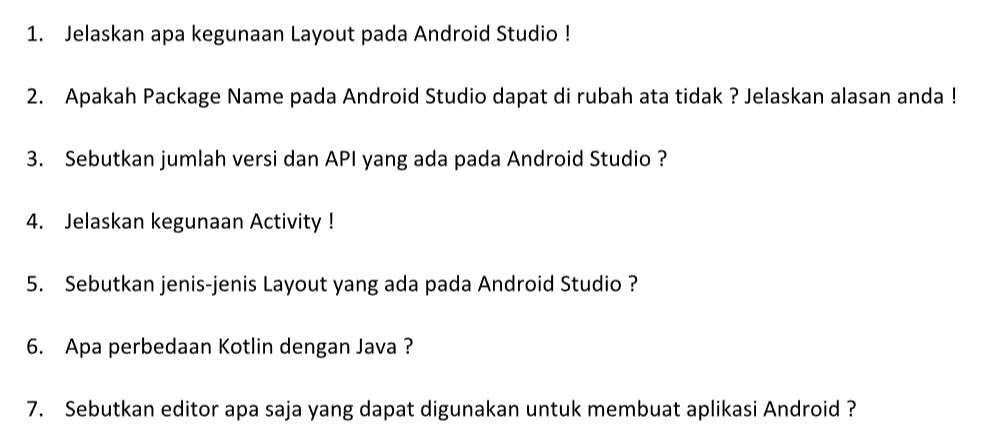 1. Jelaskan apa kegunaan Layout pada Android Studio !
2. Apakah Package Name pada Android Studio dapat di rubah ata tidak ? Jelaskan alasan anda !
3. Sebutkan jumlah versi dan API yang ada pada Android Studio ?
4. Jelaskan kegunaan Activity !
5. Sebutkan jenis-jenis Layout yang ada pada Android Studio ?
6. Apa perbedaan Kotlin dengan Java ?
7. Sebutkan editor apa saja yang dapat digunakan untuk membuat aplikasi Android ?